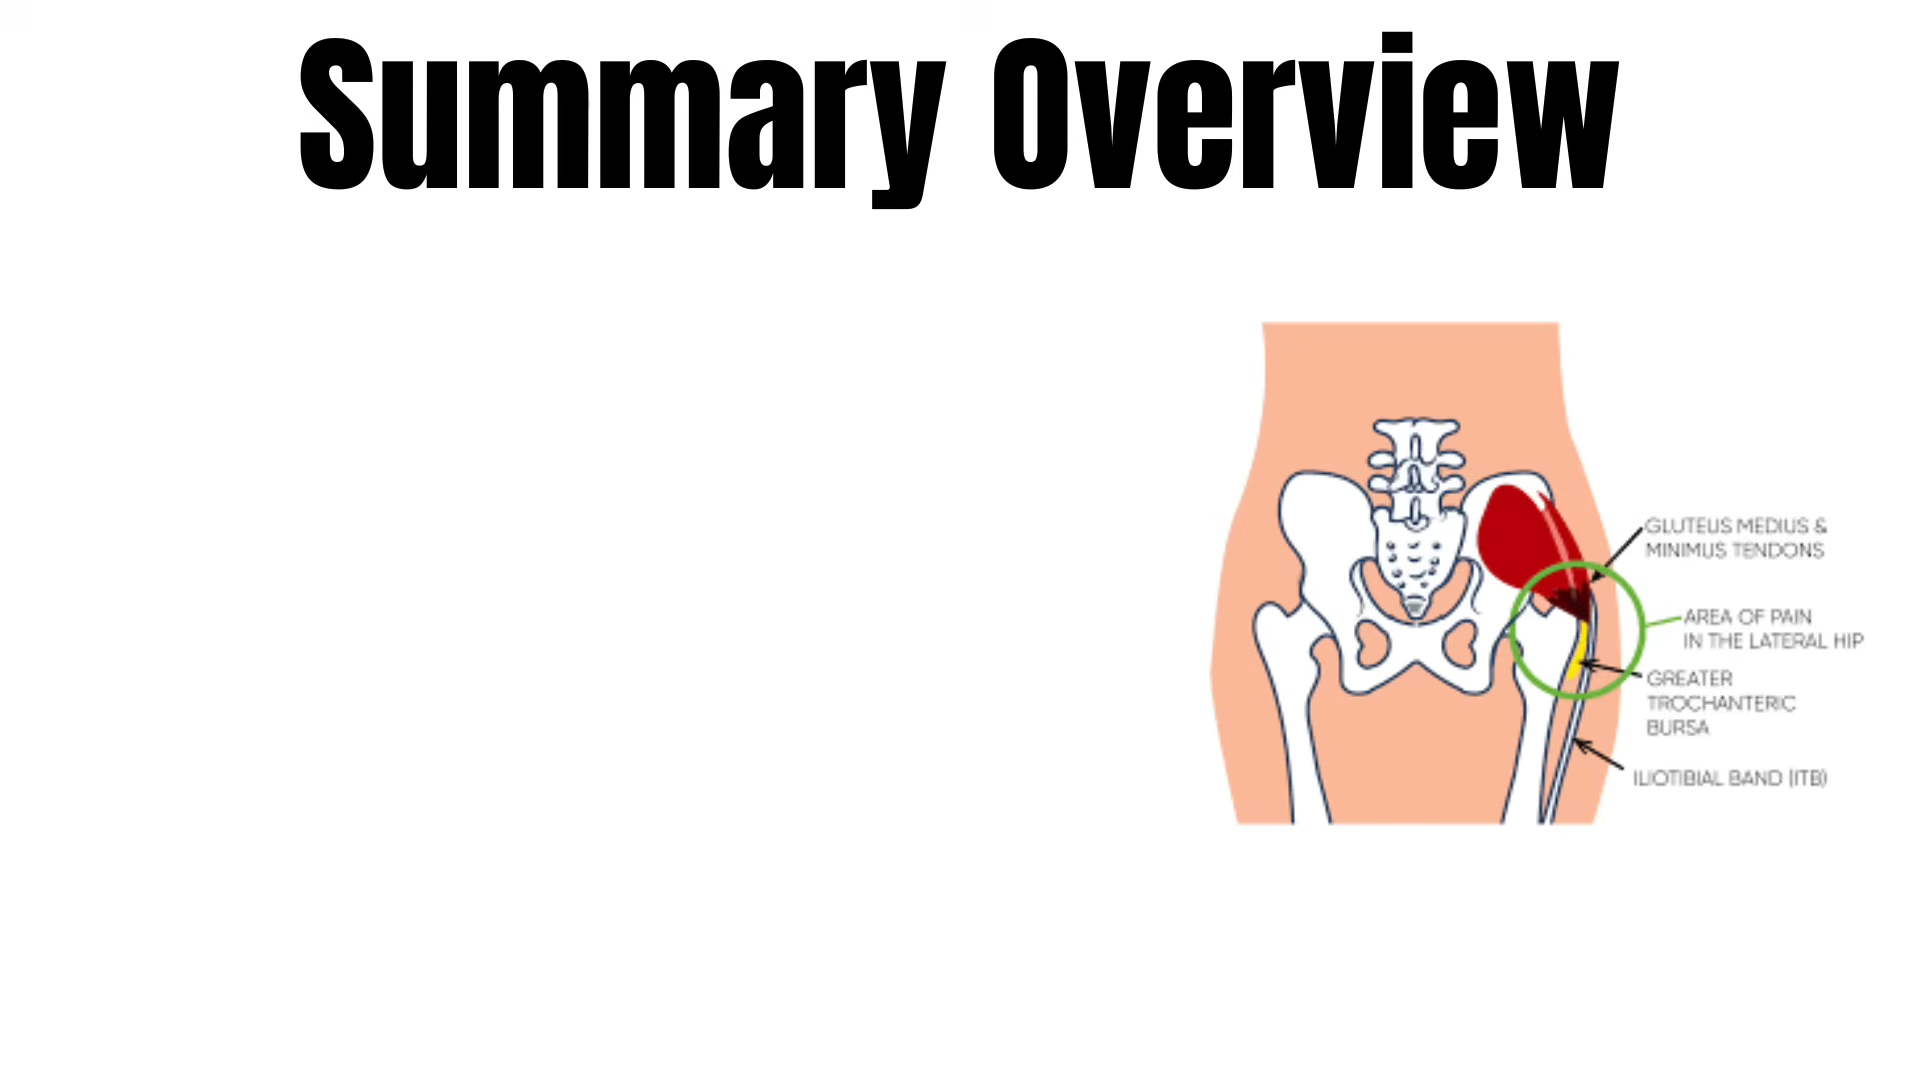 Summary Overview
GLUTEUS MEDIUS &
MINIMUS TENDONS
AREA OF PAIN
IN THE LATERAL HIP
GREATER
TROCHANTERIC
BURSA
ILIOTIBIAL BAND (ITB)